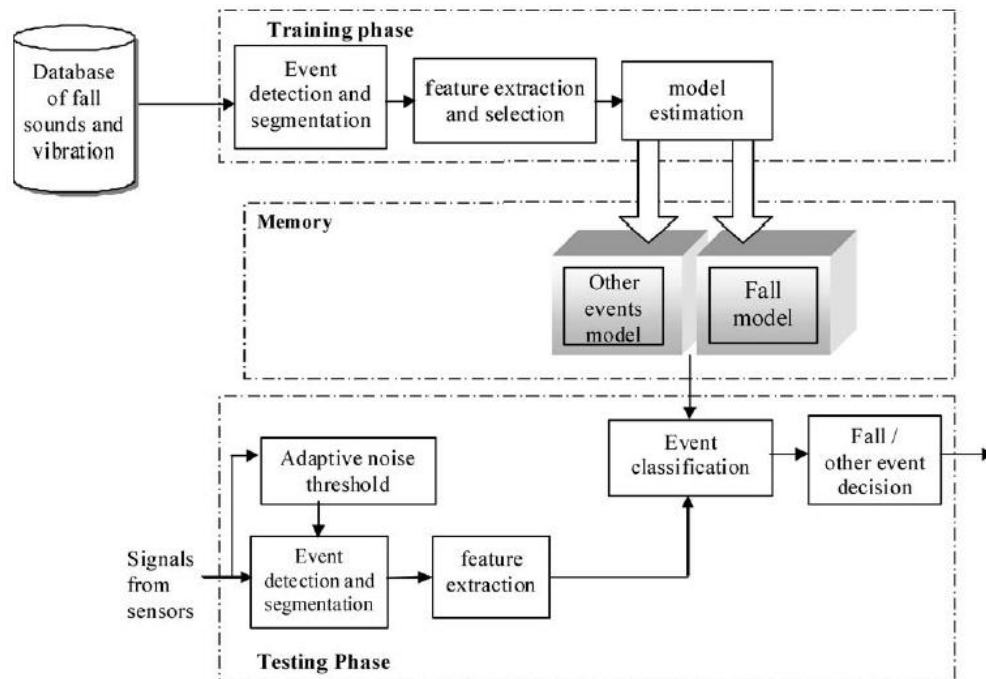 Training phase
Database
of fall
sounds and
vibration
Event
detection and
segmentation
feature extraction
and selection
model
estimation
Memory
Other
events
model
Fall
model
Adaptive noise
threshold
Event
classification
Fall /
other event
decision
Signals
from
sensors
Event
detection and
segmentation
feature
extraction
Testing Phase